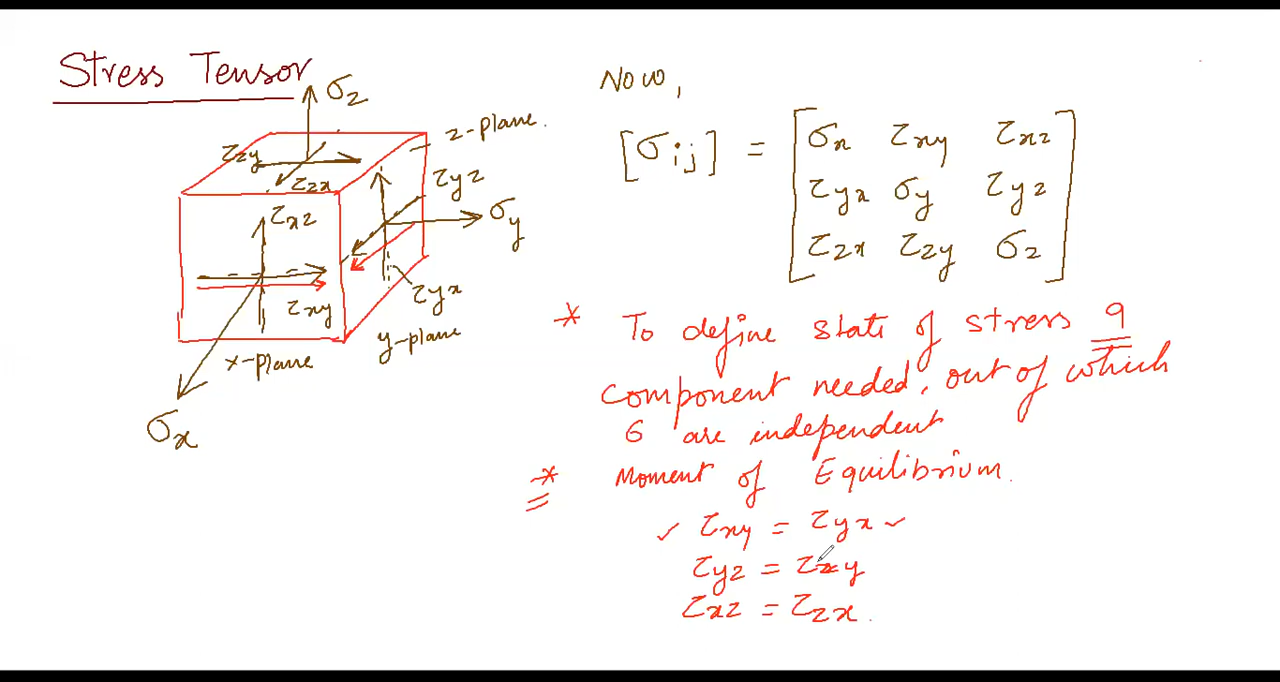 Stress Tensor
σz
z-plane.
τzy
τzx
τyz
τxz
σy
τxy
τyx
y-plane
x-plane
σx
Now,
[σij] = [σx τxy τxz
τyx σy τyz
τzx τzy σz]
* To define state of stress 9
component needed, out of which
6 are independent
* Moment of Equilibrium.
✓ τxy = τyx ✓
τyz = τzy
τxz = τzx.